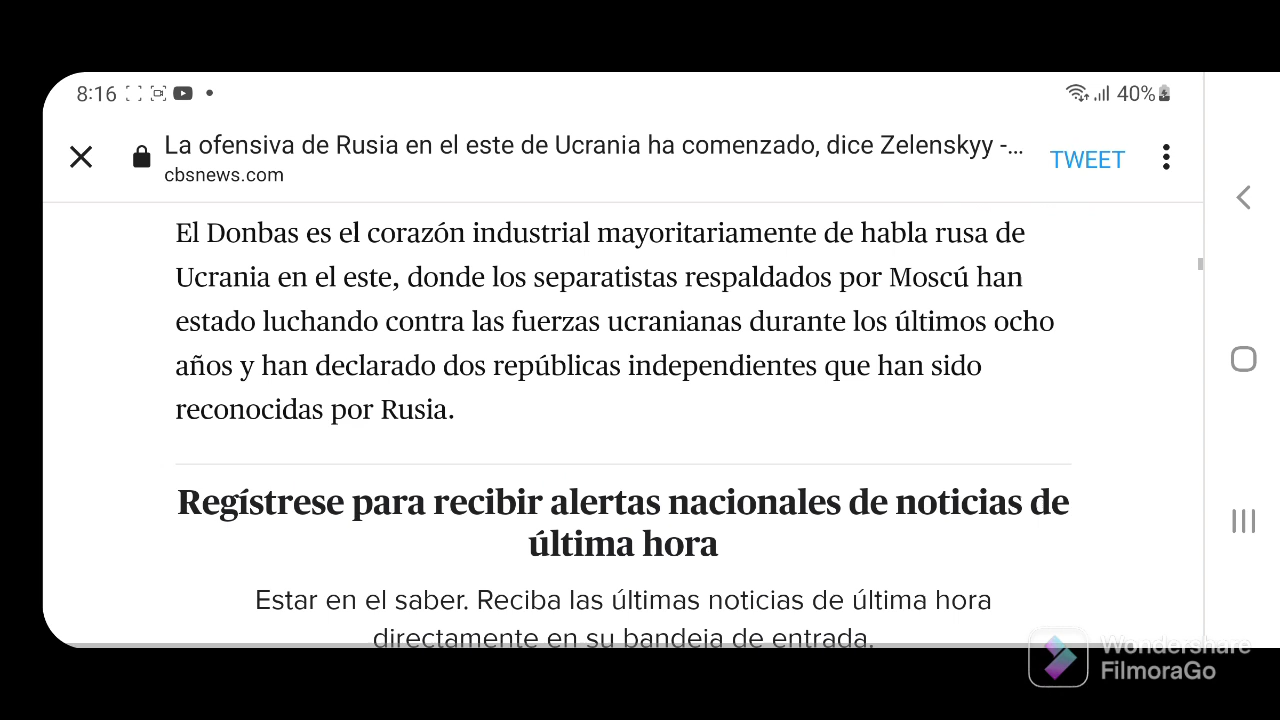 8:16
40%
La ofensiva de Rusia en el este de Ucrania ha comenzado, dice Zelenskyy -...
cbsnews.com
TWEET
El Donbas es el corazón industrial mayoritariamente de habla rusa de
Ucrania en el este, donde los separatistas respaldados por Moscú han
estado luchando contra las fuerzas ucranianas durante los últimos ocho
años y han declarado dos repúblicas independientes que han sido
reconocidas por Rusia.
Regístrese para recibir alertas nacionales de noticias de
última hora
Estar en el saber. Reciba las últimas noticias de última hora
directamente en su bandeja de entrada.
Wondershare
FilmoraGo